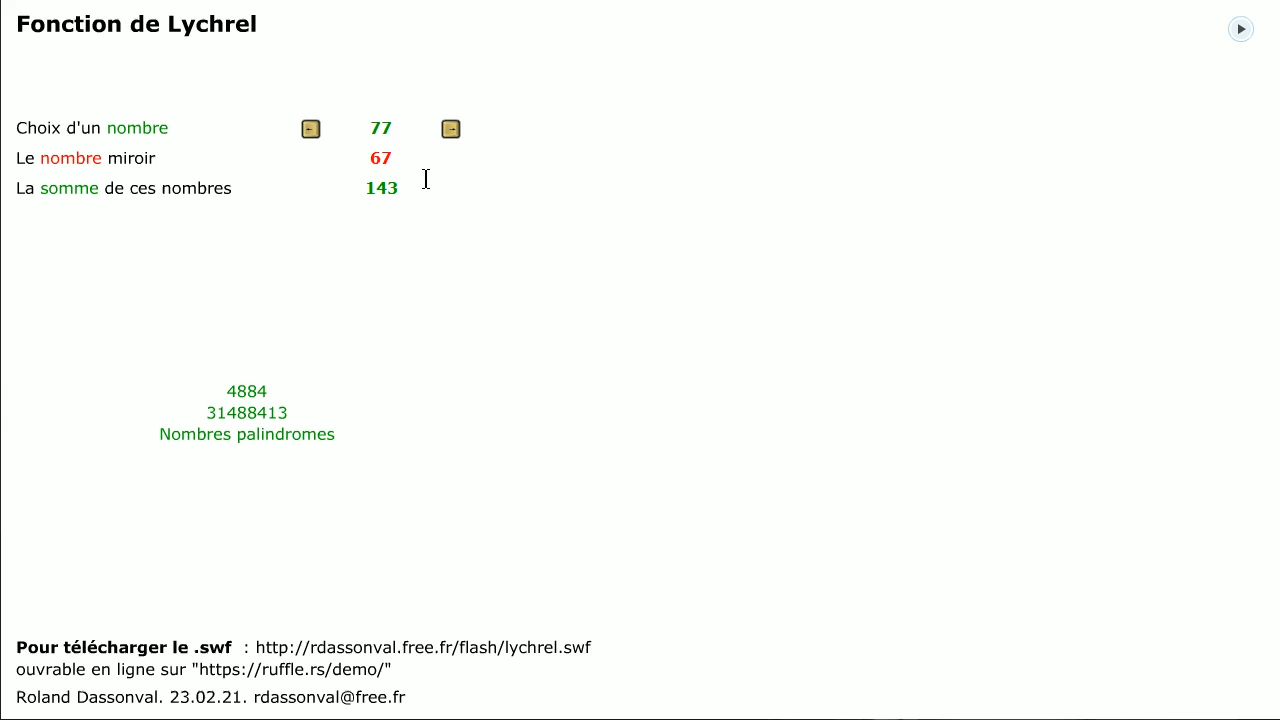 Fonction de Lychrel
Choix d'un nombre 77
Le nombre miroir 67
La somme de ces nombres 143
4884
31488413
Nombres palindromes
Pour télécharger le .swf : http://rdassonval.free.fr/flash/lychrel.swf
ouvrable en ligne sur "https://ruffle.rs/demo/"
Roland Dassonval. 23.02.21. rdassonval@free.fr